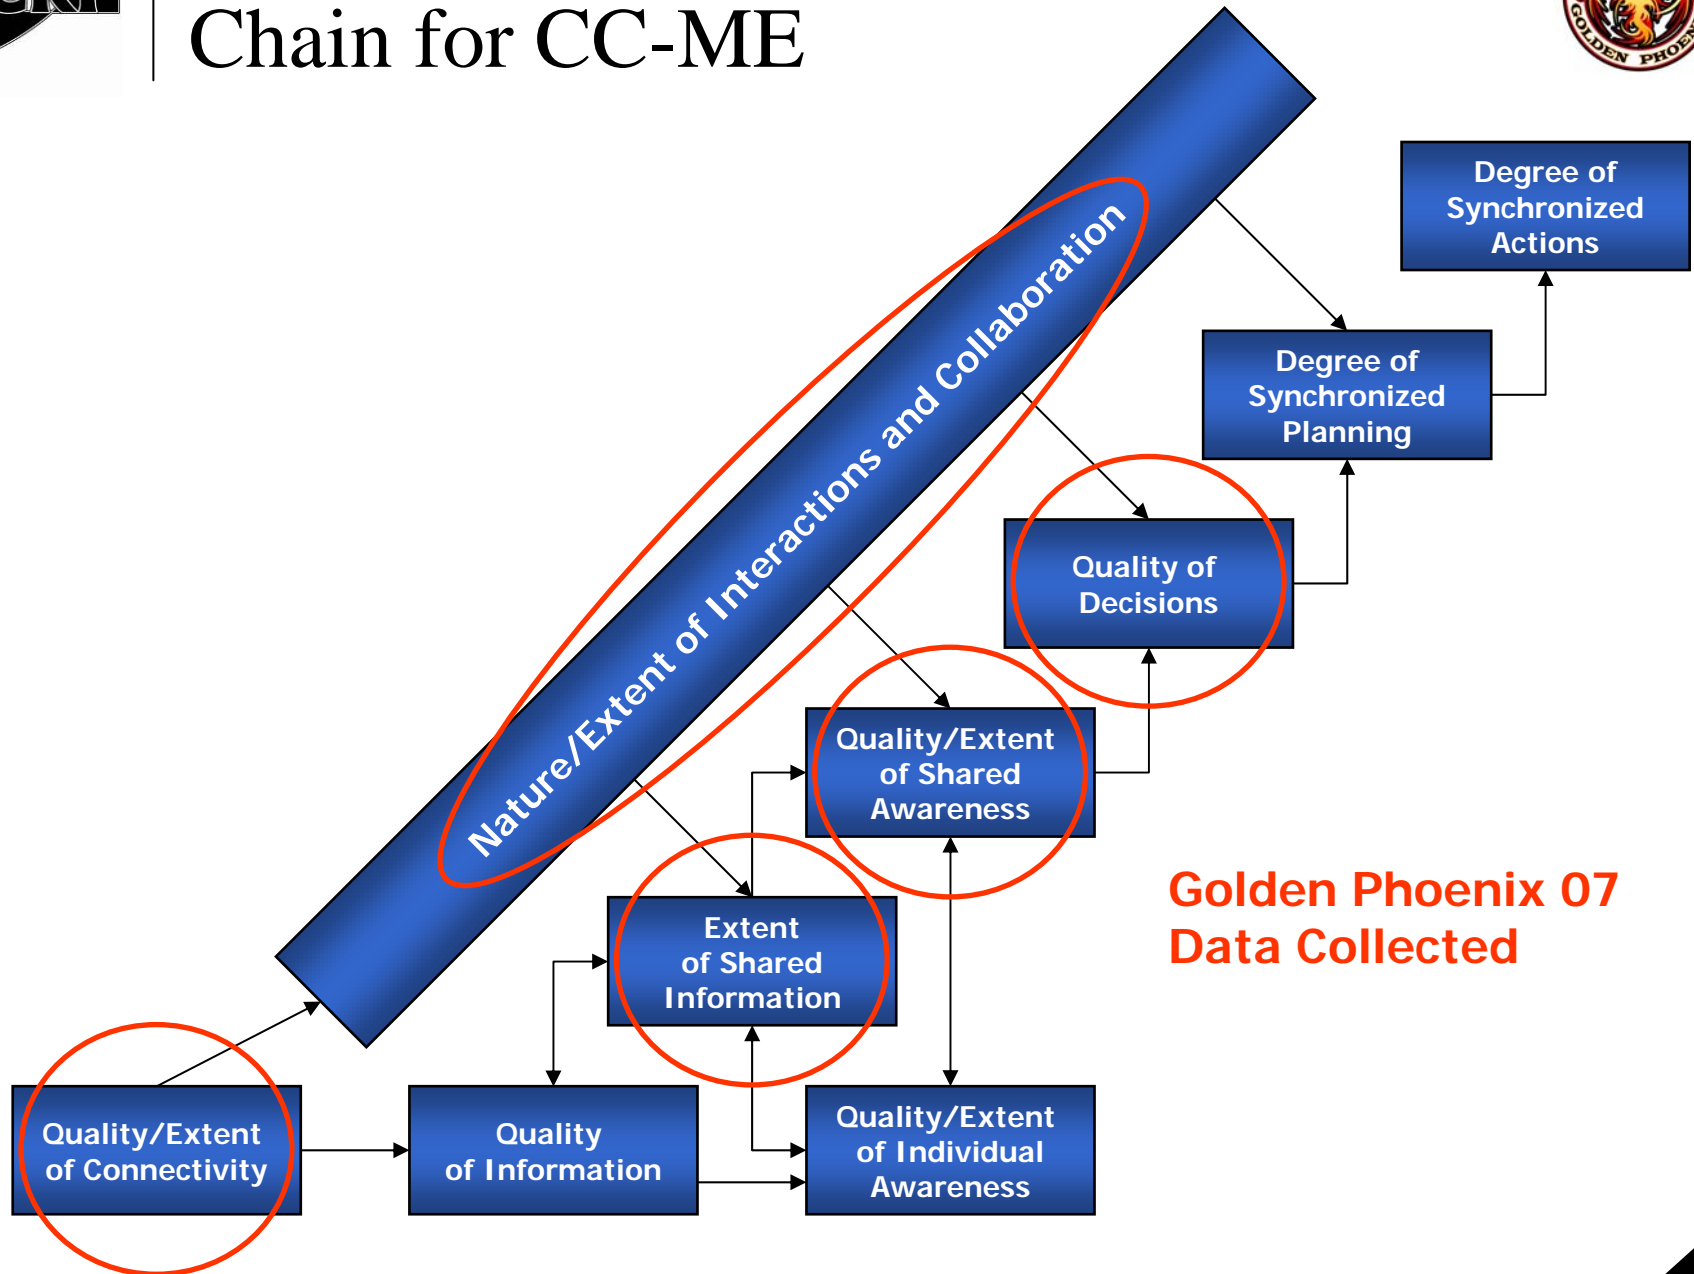 Chain for CC-ME
GOLDEN PHOEN
Degree of
Synchronized
Actions
Nature/Extent of Interactions and Collaboration
Degree of
Synchronized
Planning
Quality of
Decisions
Quality/Extent
of Shared
Awareness
Golden Phoenix 07
Data Collected
Extent
of Shared
Information
Quality/Extent
of Connectivity
Quality
of Information
Quality/Extent
of Individual
Awareness